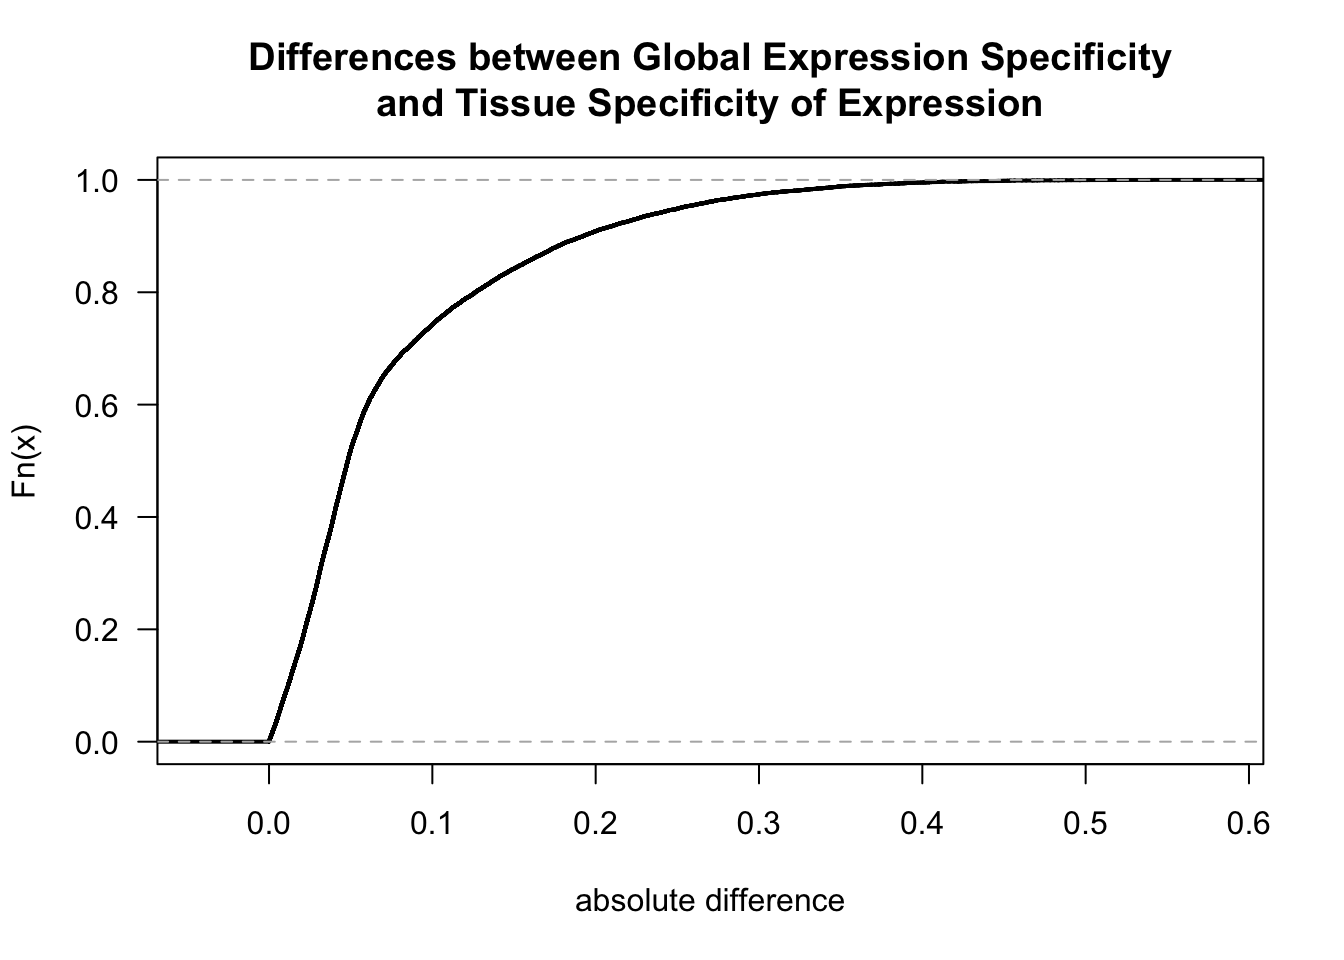 Differences between Global Expression Specificity
and Tissue Specificity of Expression
1.0
0.8
0.6
0.4
0.2
0.0
Fn(x)
0.0 0.1 0.2 0.3 0.4 0.5 0.6
absolute difference